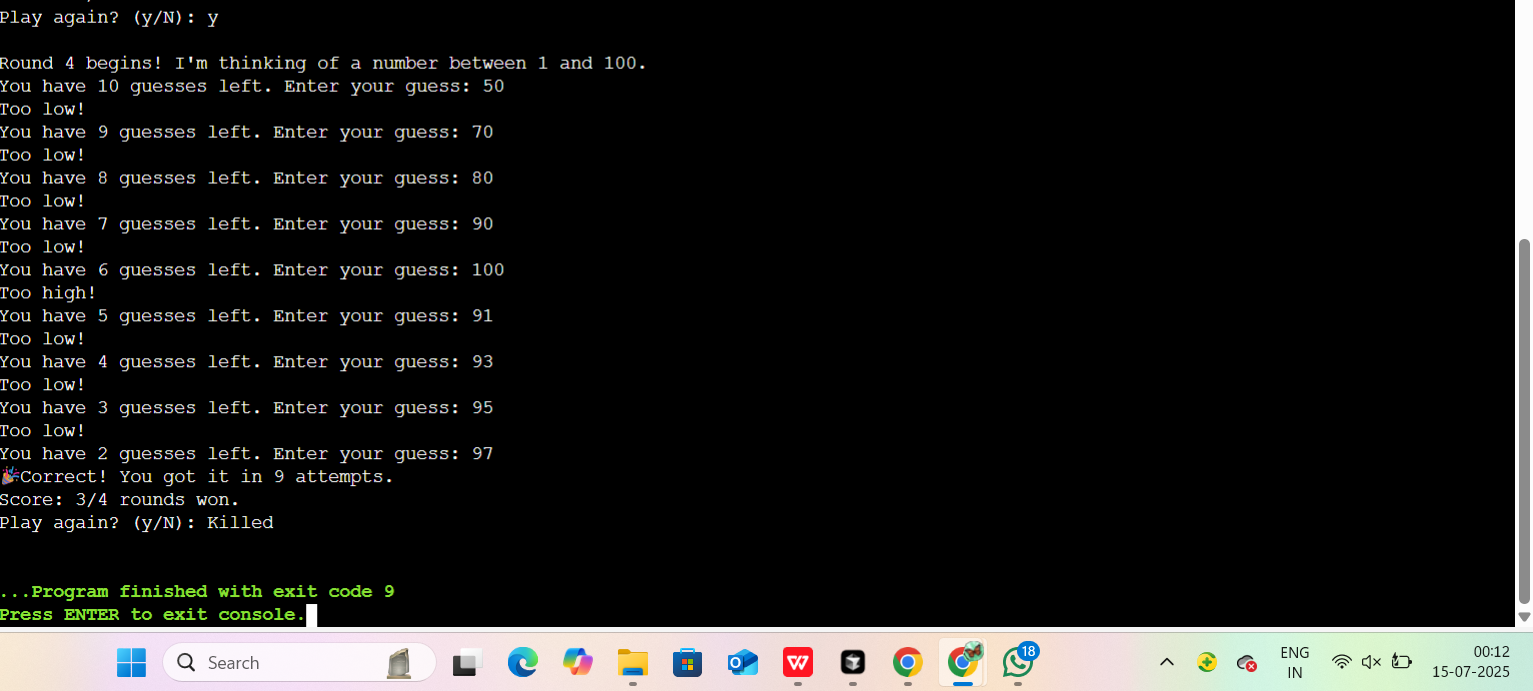 Play again? (y/N): y
Round 4 begins! I'm thinking of a number between 1 and 100.
You have 10 guesses left. Enter your guess: 50
Too low!
You have 9 guesses left. Enter your guess: 70
Too low!
You have 8 guesses left. Enter your guess: 80
Too low!
You have 7 guesses left. Enter your guess: 90
Too low!
You have 6 guesses left. Enter your guess: 100
Too high!
You have 5 guesses left. Enter your guess: 91
Too low!
You have 4 guesses left. Enter your guess: 93
Too low!
You have 3 guesses left. Enter your guess: 95
Too low!
You have 2 guesses left. Enter your guess: 97
🎉Correct! You got it in 9 attempts.
Score: 3/4 rounds won.
Play again? (y/N): Killed
...Program finished with exit code 9
Press ENTER to exit console.
Search
18
ENG
IN
00:12
15-07-2025